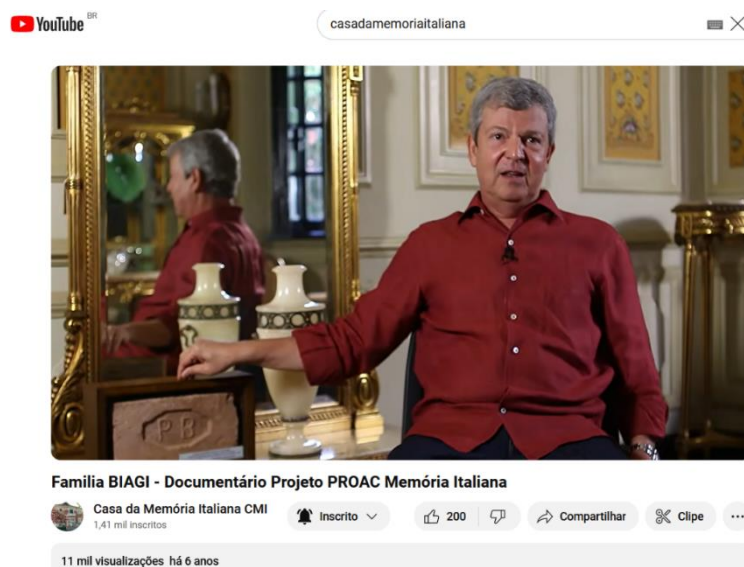 YouTube BR
casadamemoriaitaliana
PB
Familia BIAGI - Documentário Projeto PROAC Memória Italiana
Casa da Memória Italiana CMI
1,41 mil inscritos
Inscrito
200
Compartilhar
Clipe
11 mil visualizações há 6 anos